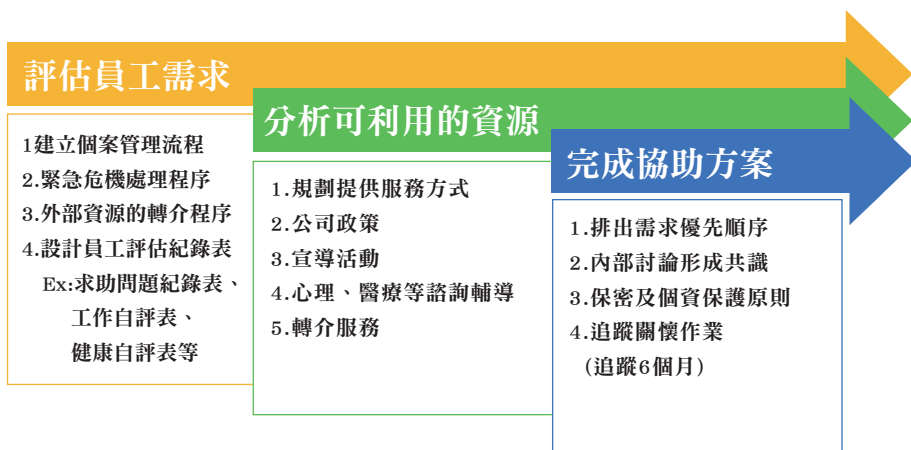 評估員工需求
1建立個案管理流程
2.緊急危機處理程序
3.外部資源的轉介程序
4.設計員工評估紀錄表
Ex:求助問題紀錄表、
工作自評表、
健康自評表等
分析可利用的資源
1.規劃提供服務方式
2.公司政策
3.宣導活動
4.心理、醫療等諮詢輔導
5.轉介服務
完成協助方案
1.排出需求優先順序
2.內部討論形成共識
3.保密及個資保護原則
4.追蹤關懷作業
(追蹤6個月)